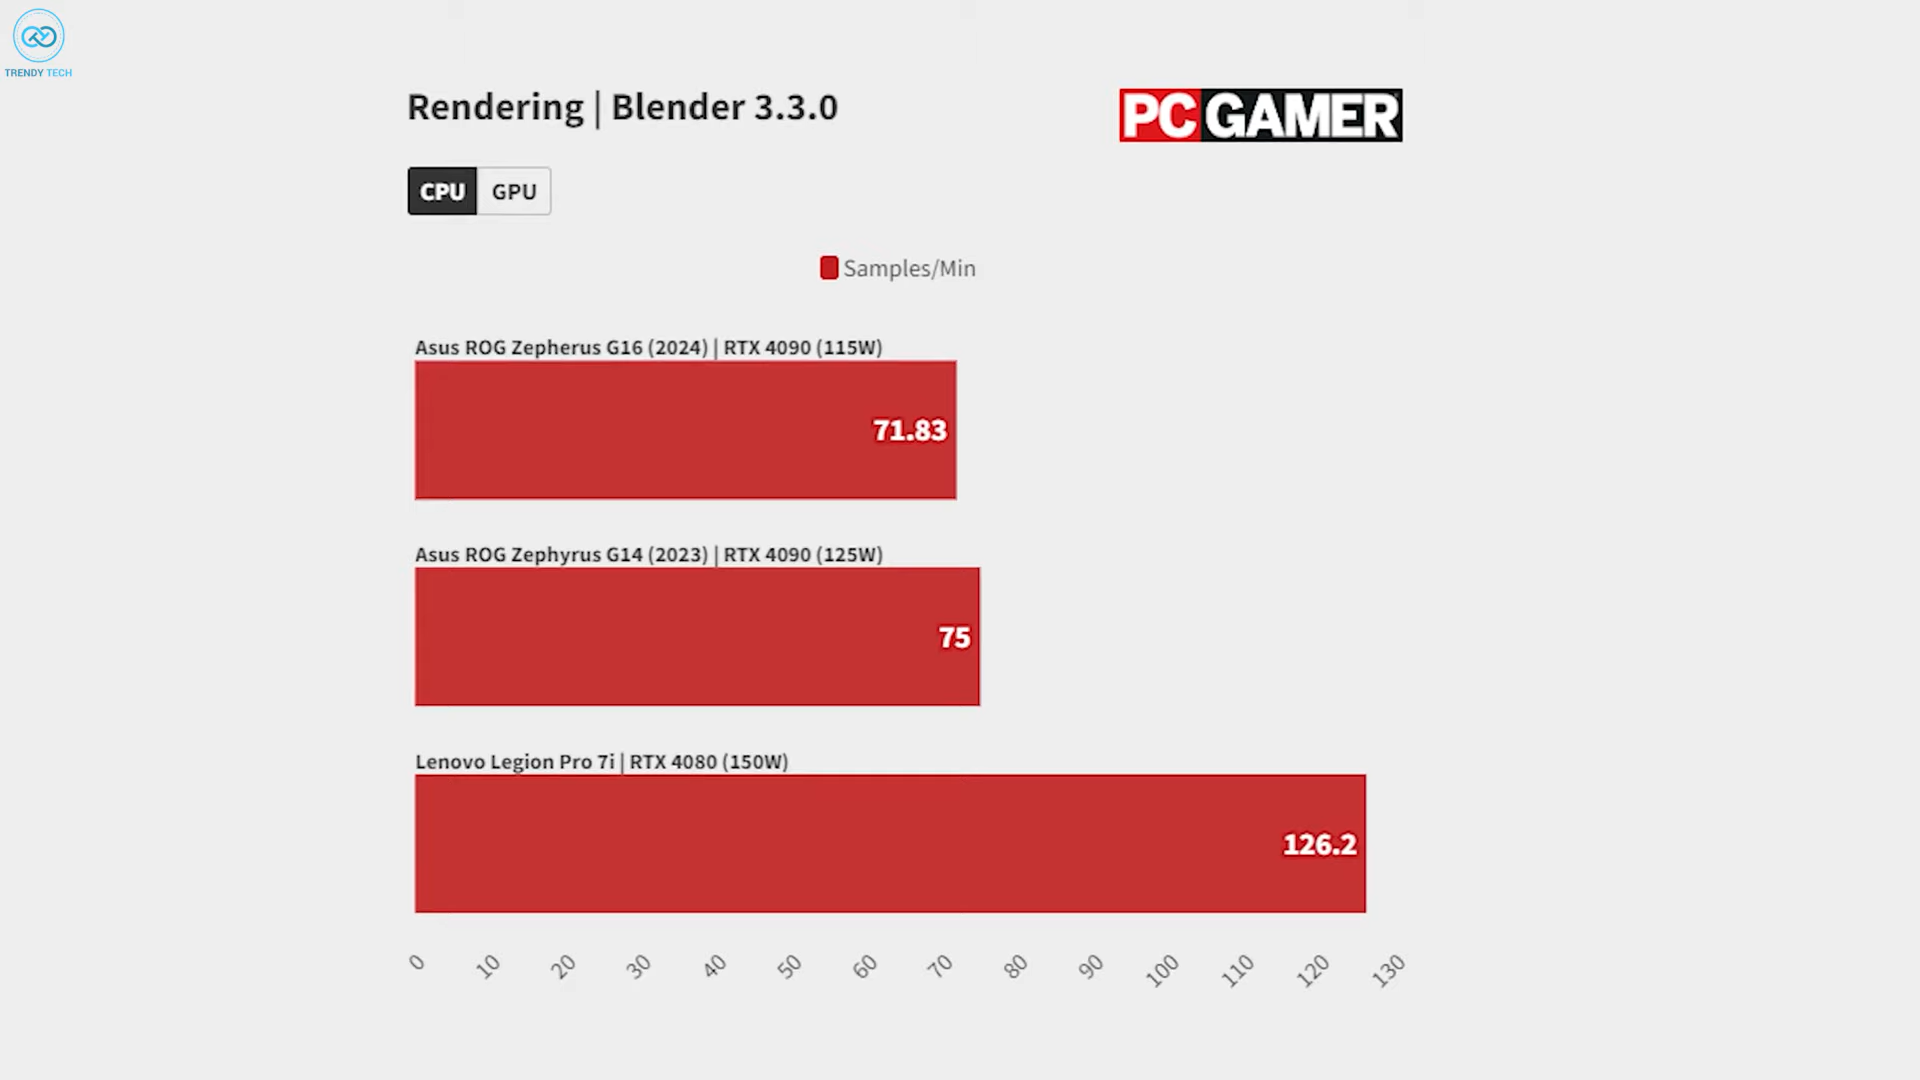 TRENDY TECH
Rendering | Blender 3.3.0
PC GAMER
CPU GPU
Samples/Min
Asus ROG Zepherus G16 (2024) | RTX 4090 (115W)
71.83
Asus ROG Zephyrus G14 (2023) | RTX 4090 (125W)
75
Lenovo Legion Pro 7i | RTX 4080 (150W)
126.2
0 10 20 30 40 50 60 70 80 90 100 110 120 130